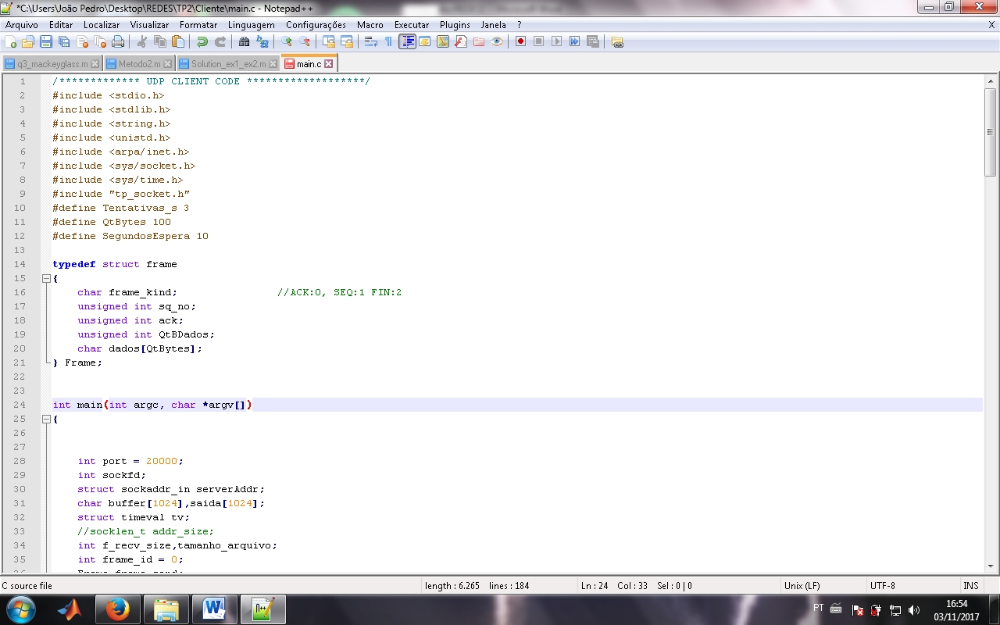 *C:\Users\João Pedro\Desktop\REDES\TP2\Cliente\main.c - Notepad++
Arquivo Editar Localizar Visualizar Formatar Linguagem Configurações Macro Executar Plugins Janela ? X
q3_mackeyglass.m Metodo2.m Solution_ex1_ex2.m main.c
1 /************* UDP CLIENT CODE *******************/
2 #include <stdio.h>
3 #include <stdlib.h>
4 #include <string.h>
5 #include <unistd.h>
6 #include <arpa/inet.h>
7 #include <sys/socket.h>
8 #include <sys/time.h>
9 #include "tp_socket.h"
10 #define Tentativas_s 3
11 #define QtBytes 100
12 #define SegundosEspera 10
13
14 typedef struct frame
15 {
16 char frame_kind; //ACK:0, SEQ:1 FIN:2
17 unsigned int sq_no;
18 unsigned int ack;
19 unsigned int QtBDados;
20 char dados[QtBytes];
21 } Frame;
22
23
24 int main(int argc, char *argv[])
25 {
26
27
28 int port = 20000;
29 int sockfd;
30 struct sockaddr_in serverAddr;
31 char buffer[1024],saida[1024];
32 struct timeval tv;
33 //socklen_t addr_size;
34 int f_recv_size,tamanho_arquivo;
35 int frame_id = 0;
C source file length : 6.265 lines : 184 Ln : 24 Col : 33 Sel : 0 | 0 Unix (LF) UTF-8 INS
PT 16:54
03/11/2017